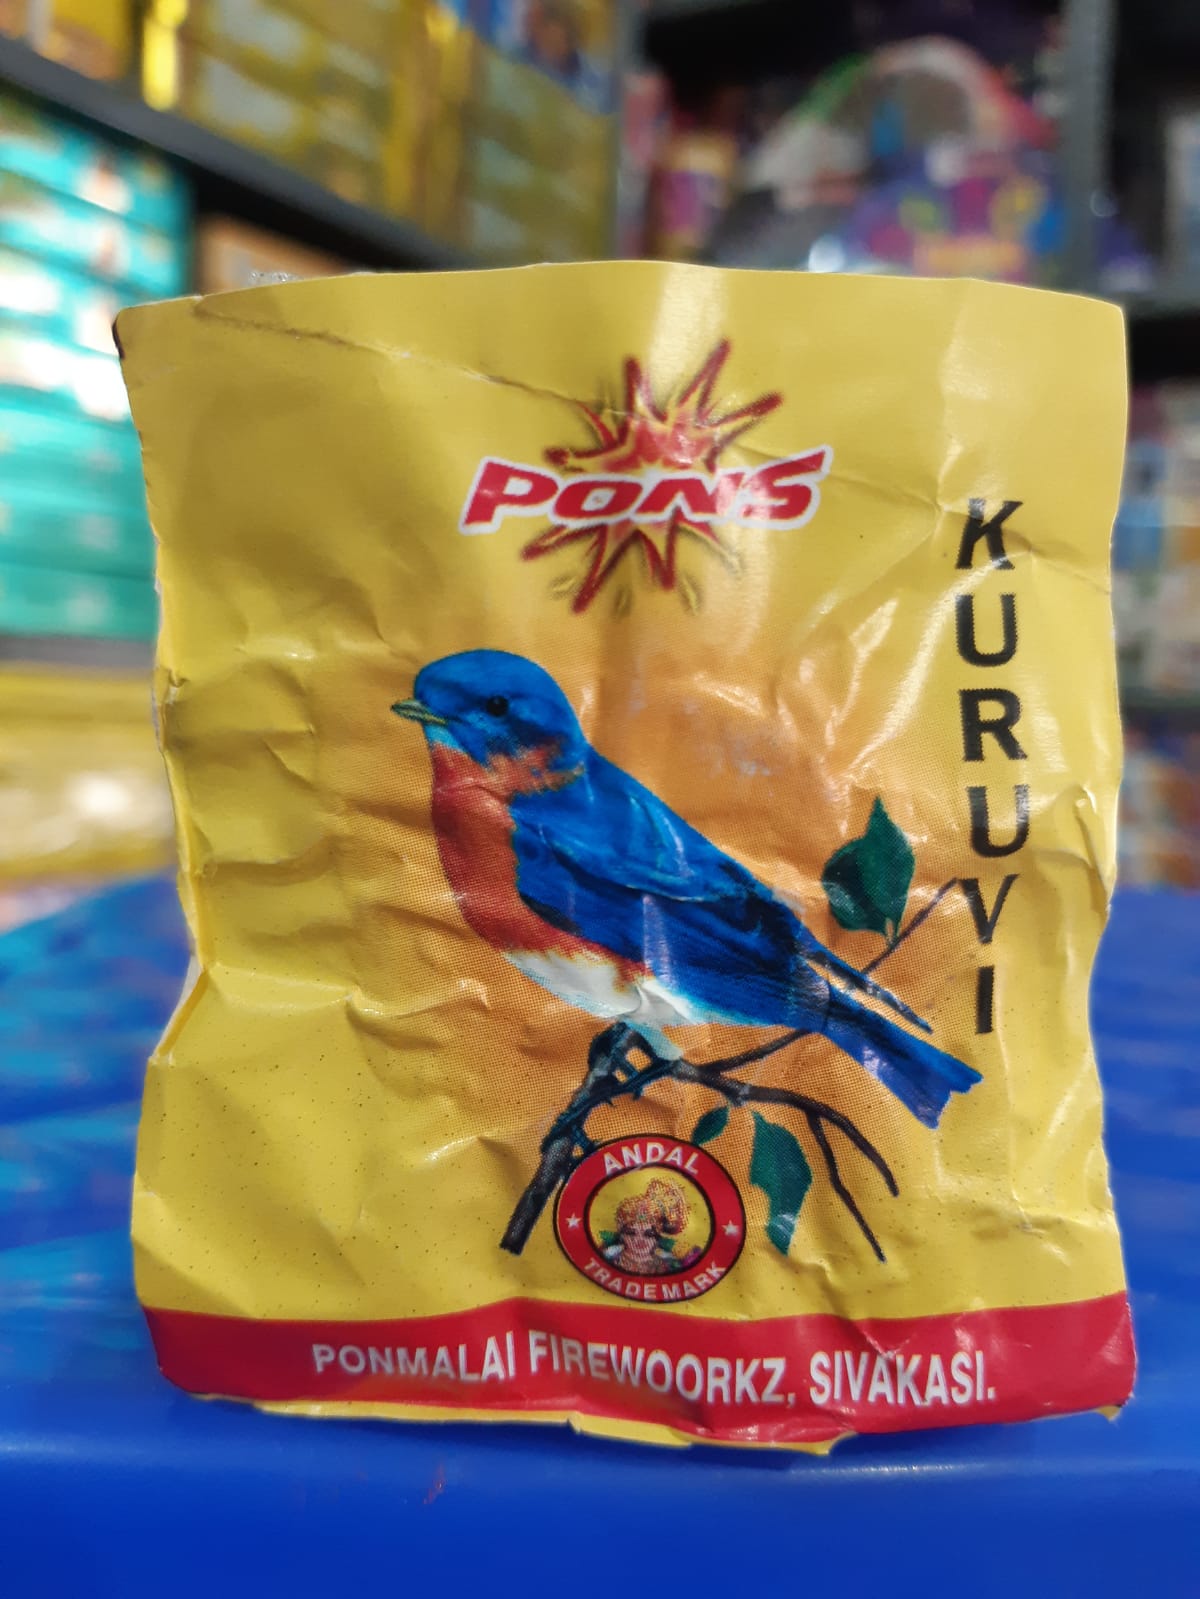 PONS
KURUVI
ANDAL
TRADE MARK
PONMALAI FIREWOORKZ, SIVAKASI.